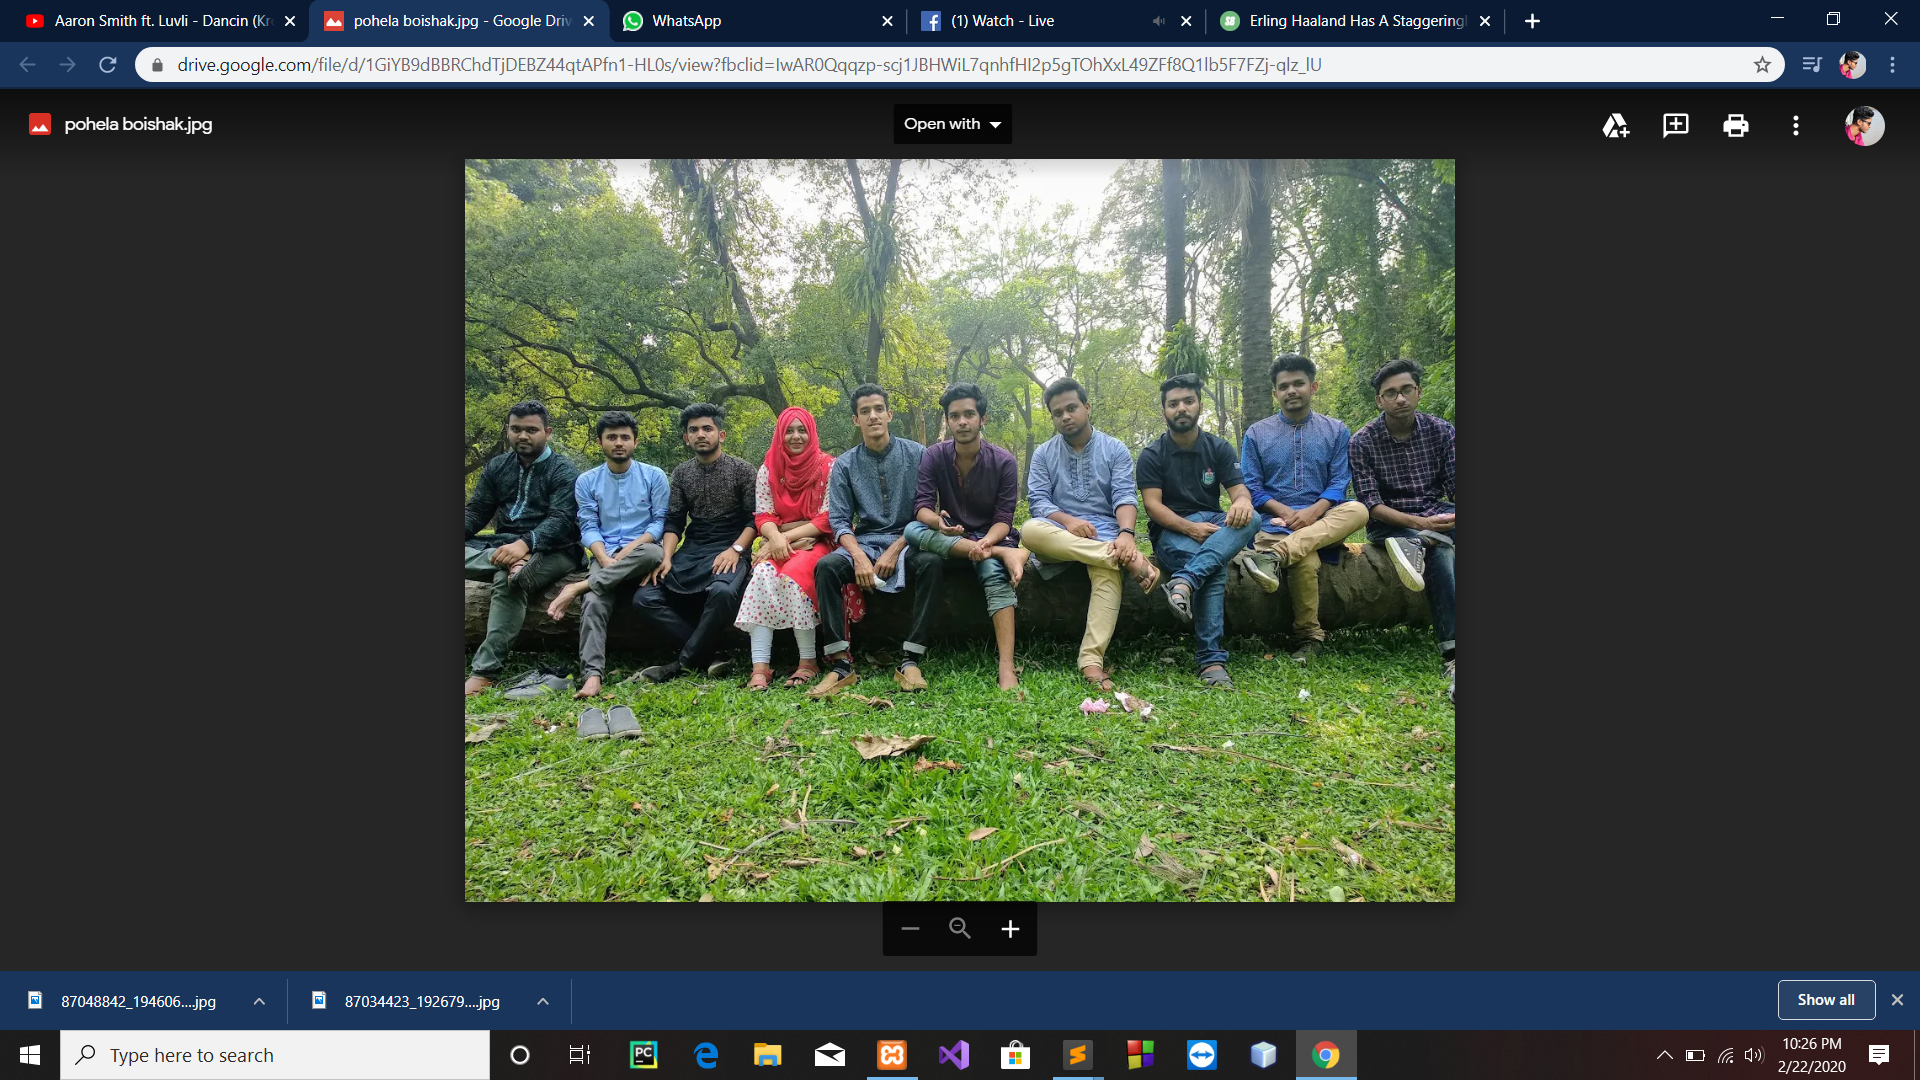 Aaron Smith ft. Luvli - Dancin (Kr
pohela boishak.jpg - Google Driv
WhatsApp
(1) Watch - Live
Erling Haaland Has A Staggering
drive.google.com/file/d/1GiYB9dBBRChdTjDEBZ44qtAPfn1-HL0s/view?fbclid=IwAR0Qqqzp-scj1JBHWiL7qnhfHI2p5gTOhXxL49ZFf8Q1lb5F7FZj-qlz_lU
pohela boishak.jpg
Open with
87048842_194606....jpg
87034423_192679....jpg
Show all
Type here to search
PC
10:26 PM
2/22/2020